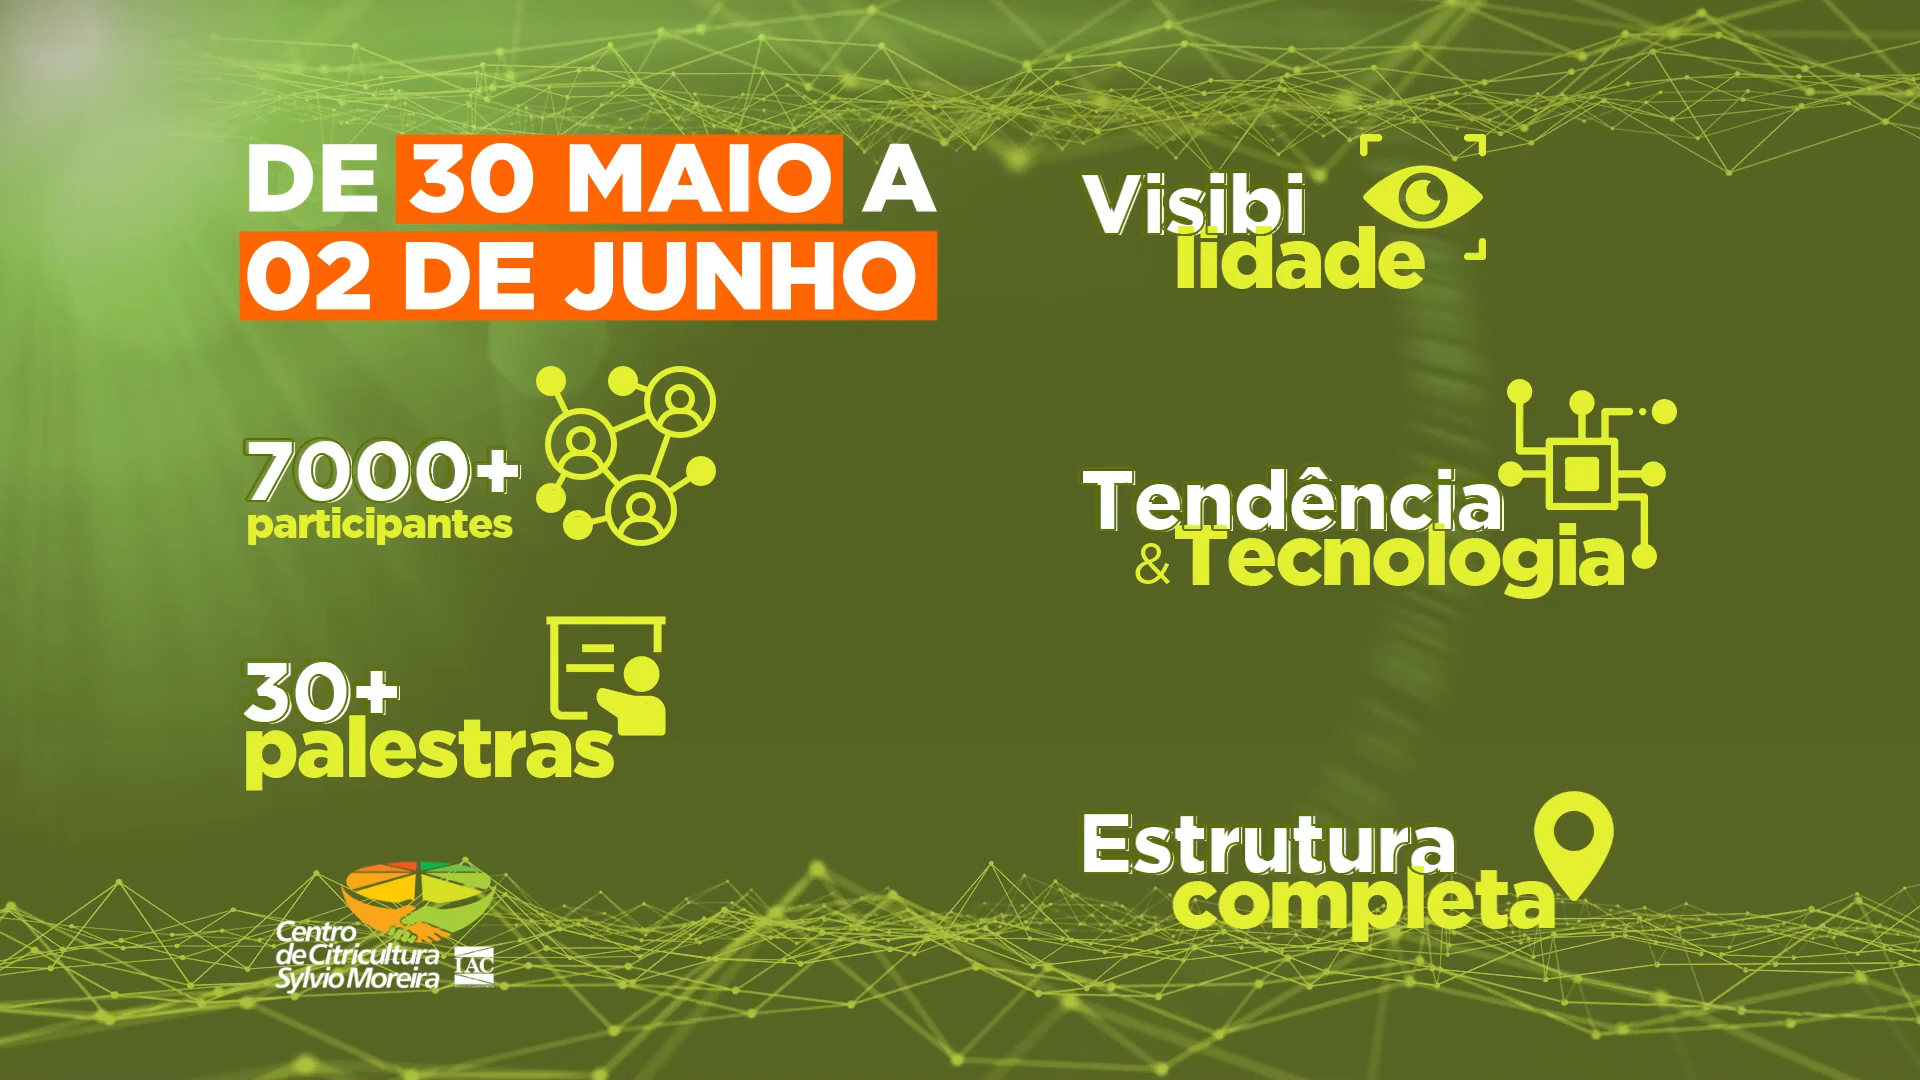 DE 30 MAIO A
02 DE JUNHO
7000+
participantes
30+
palestras
Visibi
lidade
Tendência
&Tecnologia
Estrutura
completa
Centro
de Citricultura
Sylvio Moreira
IAC